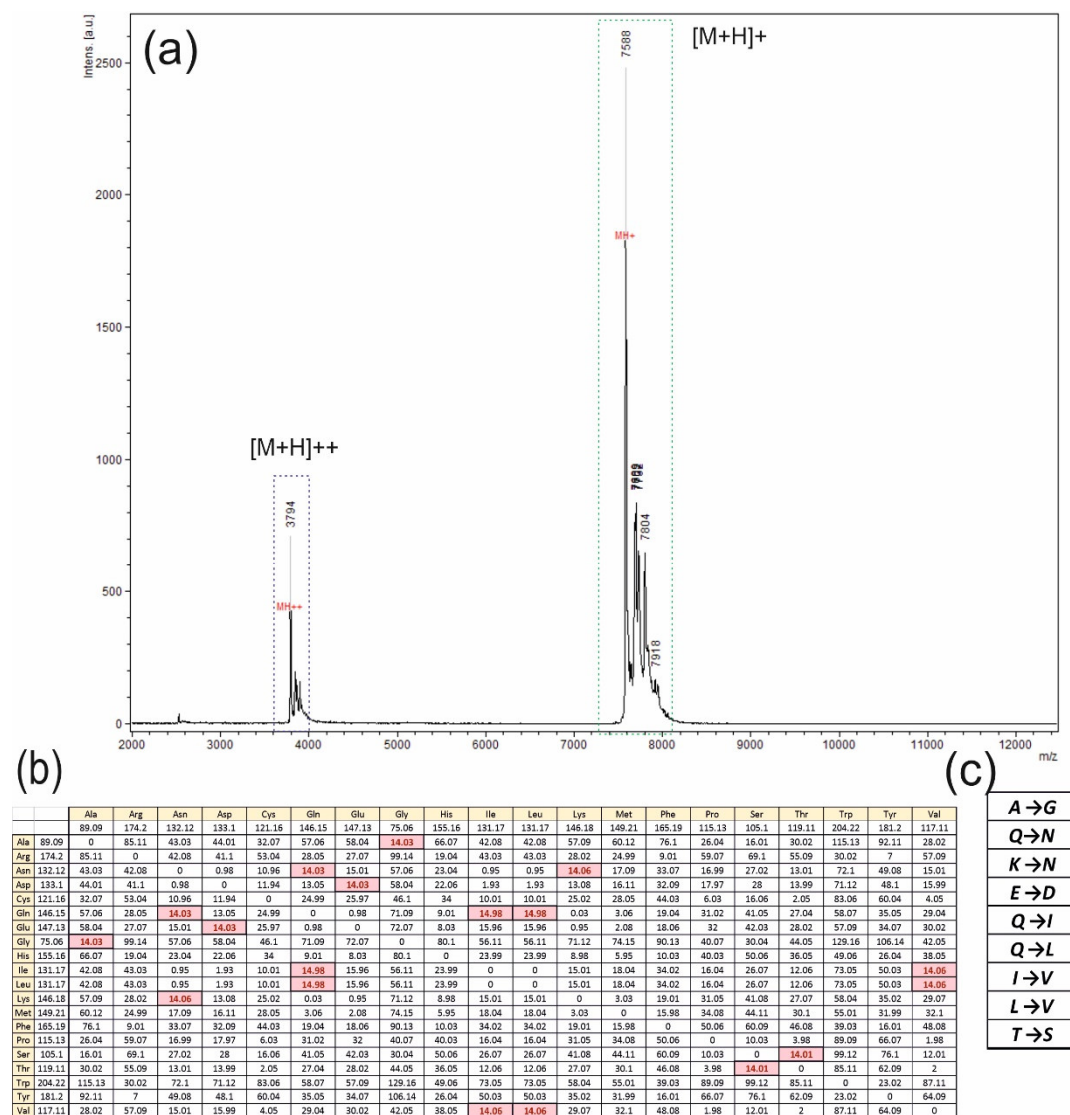 (a)
Intens. [a.u.]
[M+H]+
7588
2500
2000
MH+
1500
[M+H]++
1000
3794
7804
500
MH++
7918
0
2000 3000 4000 5000 6000 7000 8000 9000 10000 11000 12000
m/z
(b)
(c)
Ala Arg Asn Asp Cys Gln Glu Gly His Ile Leu Lys Met Phe Pro Ser Thr Trp Tyr Val
89.09 174.2 132.12 133.1 121.16 146.15 147.13 75.06 155.16 131.17 131.17 146.18 149.21 165.19 115.13 105.1 119.11 204.22 181.2 117.11
Ala 89.09 0 85.11 43.03 44.01 32.07 57.06 58.04 14.03 66.07 42.08 42.08 57.09 60.12 76.1 26.04 16.01 30.02 115.13 92.11 28.02
Arg 174.2 85.11 0 42.08 41.1 53.04 28.05 27.07 99.14 19.04 43.03 43.03 28.02 24.99 9.01 59.07 69.1 55.09 30.02 7 57.09
Asn 132.12 43.03 42.08 0 0.98 10.96 14.03 15.01 57.06 23.04 0.95 0.95 14.06 17.09 33.07 16.99 27.02 13.01 72.1 49.08 15.01
Asp 133.1 44.01 41.1 0.98 0 11.94 13.05 14.03 58.04 22.06 1.93 1.93 13.08 16.11 32.09 17.97 28 13.99 71.12 48.1 15.99
Cys 121.16 32.07 53.04 10.96 11.94 0 24.99 25.97 46.1 34 10.01 10.01 25.02 28.05 44.03 6.03 16.06 2.05 83.06 60.04 4.05
Gln 146.15 57.06 28.05 14.03 13.05 24.99 0 0.98 71.09 9.01 14.98 14.98 0.03 3.06 19.04 31.02 41.05 27.04 58.07 35.05 29.04
Glu 147.13 58.04 27.07 15.01 14.03 25.97 0.98 0 72.07 8.03 15.96 15.96 0.95 2.08 18.06 32 42.03 28.02 57.09 34.07 30.02
Gly 75.06 14.03 99.14 57.06 58.04 46.1 71.09 72.07 0 80.1 56.11 56.11 71.12 74.15 90.13 40.07 30.04 44.05 129.16 106.14 42.05
His 155.16 66.07 19.04 23.04 22.06 34 9.01 8.03 80.1 0 23.99 23.99 8.98 5.95 10.03 40.03 50.06 36.05 49.06 26.04 38.05
Ile 131.17 42.08 43.03 0.95 1.93 10.01 14.98 15.96 56.11 23.99 0 0 15.01 18.04 34.02 16.04 26.07 12.06 73.05 50.03 14.06
Leu 131.17 42.08 43.03 0.95 1.93 10.01 14.98 15.96 56.11 23.99 0 0 15.01 18.04 34.02 16.04 26.07 12.06 73.05 50.03 14.06
Lys 146.18 57.09 28.02 14.06 13.08 25.02 0.03 0.95 71.12 8.98 15.01 15.01 0 3.03 19.01 31.05 41.08 27.07 58.04 35.02 29.07
Met 149.21 60.12 24.99 17.09 16.11 28.05 3.06 2.08 74.15 5.95 18.04 18.04 3.03 0 15.98 34.08 44.11 30.1 55.01 31.99 32.1
Phe 165.19 76.1 9.01 33.07 32.09 44.03 19.04 18.06 90.13 10.03 34.02 34.02 19.01 15.98 0 50.06 60.09 46.08 39.03 16.01 48.08
Pro 115.13 26.04 59.07 16.99 17.97 6.03 31.02 32 40.07 40.03 16.04 16.04 31.05 34.08 50.06 0 10.03 3.98 89.09 66.07 1.98
Ser 105.1 16.01 69.1 27.02 28 16.06 41.05 42.03 30.04 50.06 26.07 26.07 41.08 44.11 60.09 10.03 0 14.01 99.12 76.1 12.01
Thr 119.11 30.02 55.09 13.01 13.99 2.05 27.04 28.02 44.05 36.05 12.06 12.06 27.07 30.1 46.08 3.98 14.01 0 85.11 62.09 2
Trp 204.22 115.13 30.02 72.1 71.12 83.06 58.07 57.09 129.16 49.06 73.05 73.05 58.04 55.01 39.03 89.09 99.12 85.11 0 23.02 87.11
Tyr 181.2 92.11 7 49.08 48.1 60.04 35.05 34.07 106.14 26.04 50.03 50.03 35.02 31.99 16.01 66.07 76.1 62.09 23.02 0 64.09
Val 117.11 28.02 57.09 15.01 15.99 4.05 29.04 30.02 42.05 38.05 14.06 14.06 29.07 32.1 48.08 1.98 12.01 2 87.11 64.09 0
A→G
Q→N
K→N
E→D
Q→I
Q→L
I→V
L→V
T→S